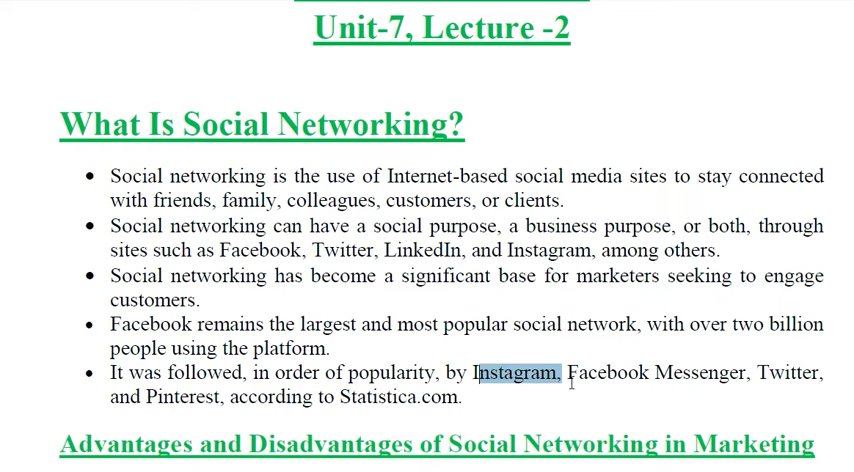 Unit-7, Lecture -2
What Is Social Networking?
• Social networking is the use of Internet-based social media sites to stay connected
with friends, family, colleagues, customers, or clients.
• Social networking can have a social purpose, a business purpose, or both, through
sites such as Facebook, Twitter, LinkedIn, and Instagram, among others.
• Social networking has become a significant base for marketers seeking to engage
customers.
• Facebook remains the largest and most popular social network, with over two billion
people using the platform.
• It was followed, in order of popularity, by Instagram, Facebook Messenger, Twitter,
and Pinterest, according to Statistica.com.
Advantages and Disadvantages of Social Networking in Marketing